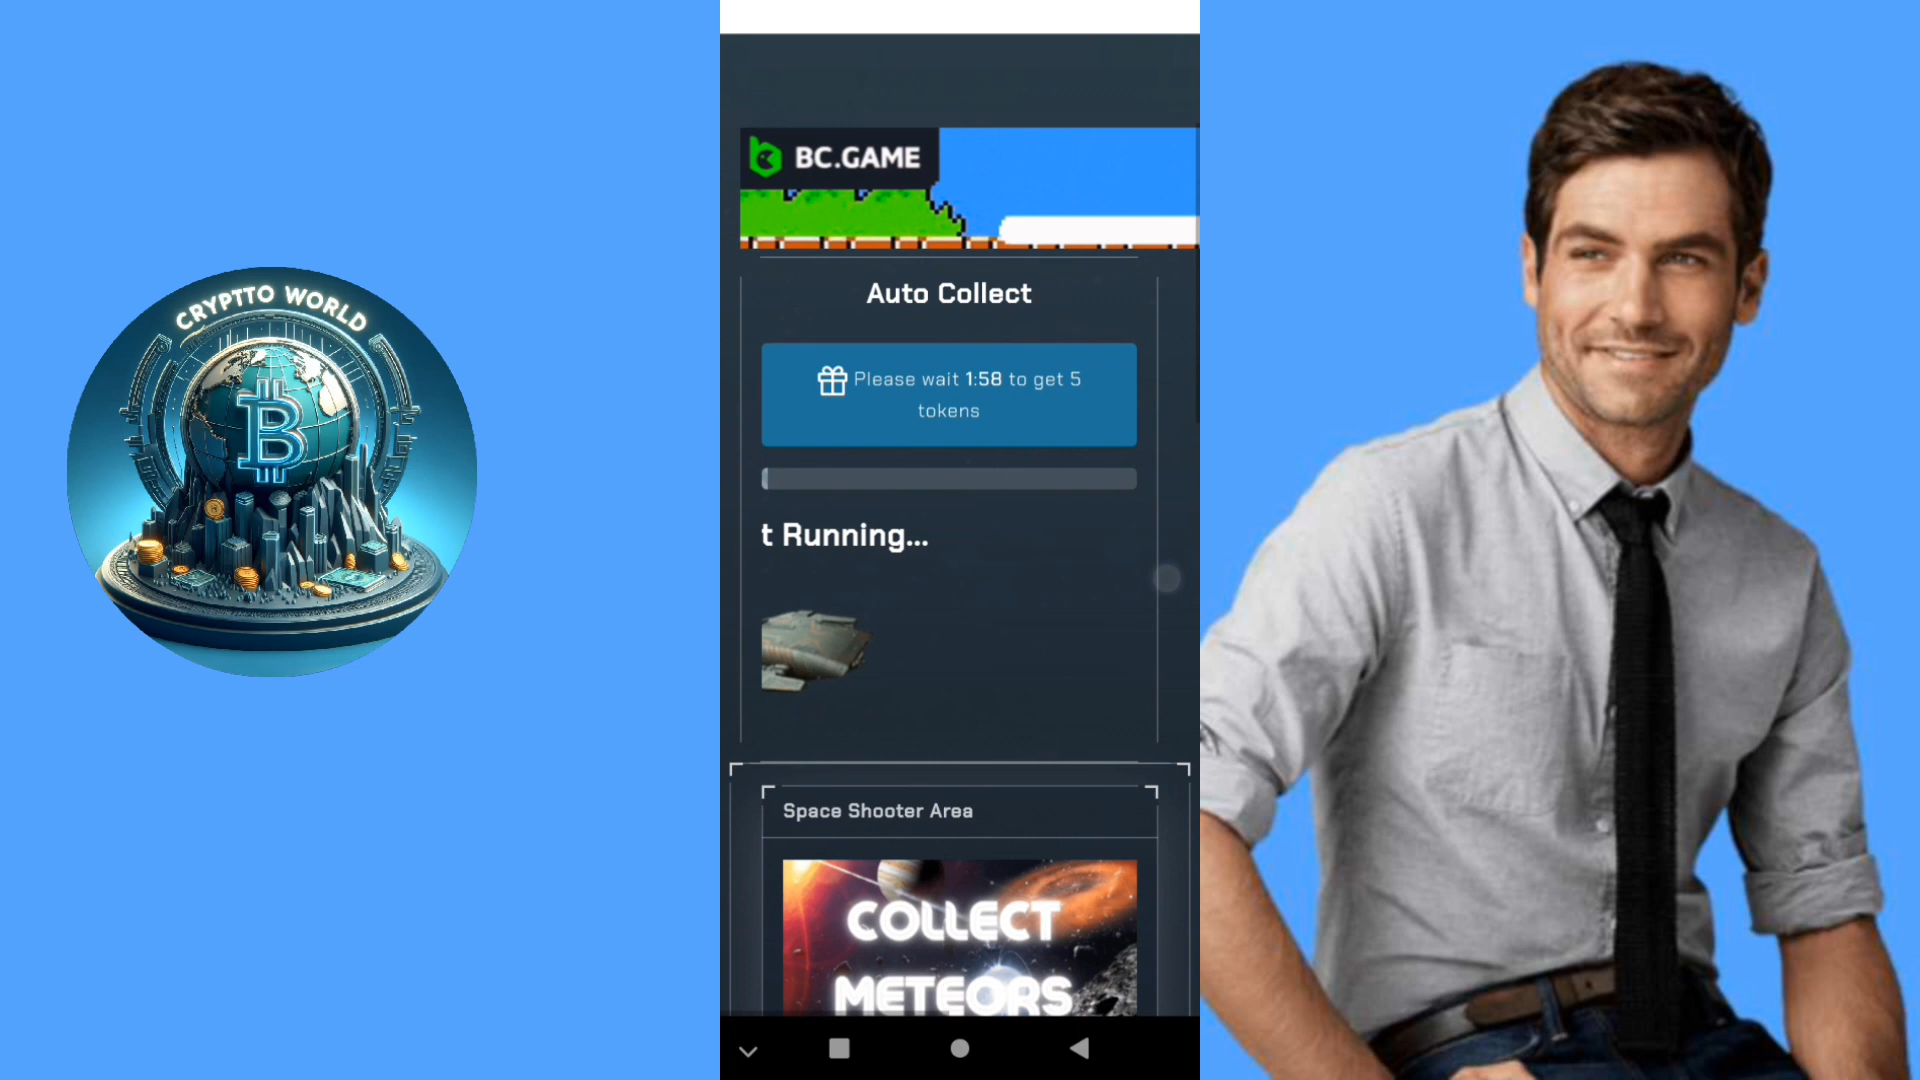 CRYPTTO WORLD
BC.GAME
Auto Collect
Please wait 1:58 to get 5
tokens
t Running...
Space Shooter Area
COLLECT
METEORS